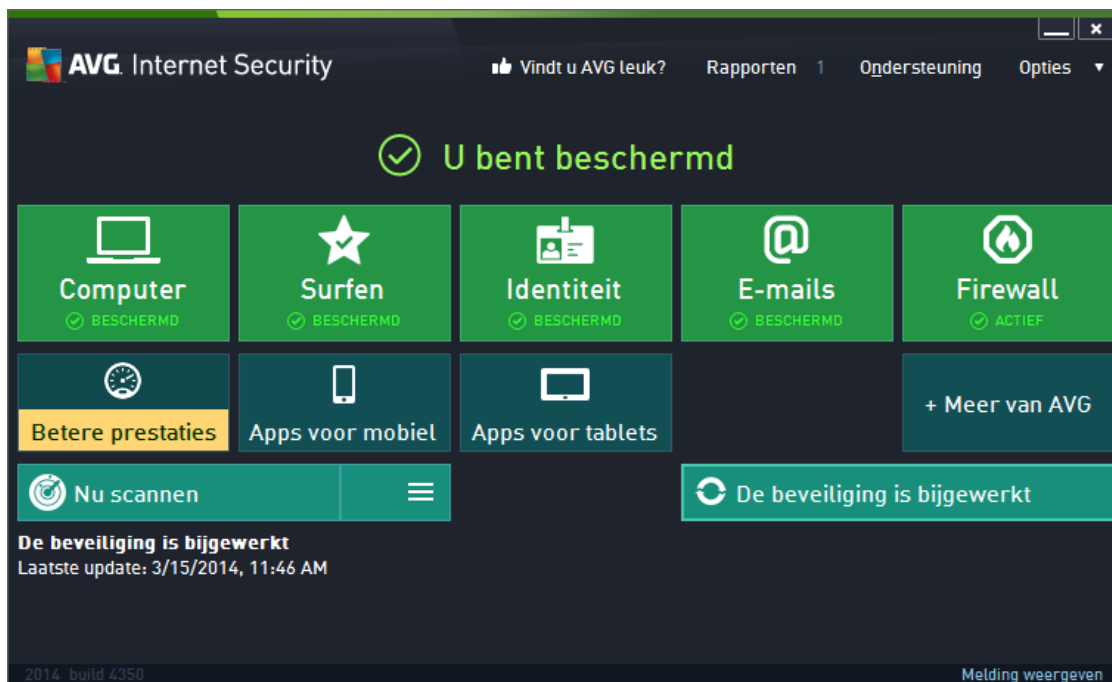 AVG. Internet Security
Vindt u AVG leuk? Rapporten 1 Ondersteuning Opties
U bent beschermd
Computer Surfen Identiteit E-mails Firewall
BESCHERMD BESCHERMD BESCHERMD BESCHERMD ACTIEF
Betere prestaties Apps voor mobiel Apps voor tablets + Meer van AVG
Nu scannen De beveiliging is bijgewerkt
De beveiliging is bijgewerkt
Laatste update: 3/15/2014, 11:46 AM
2014 build 4350 Melding weergeven